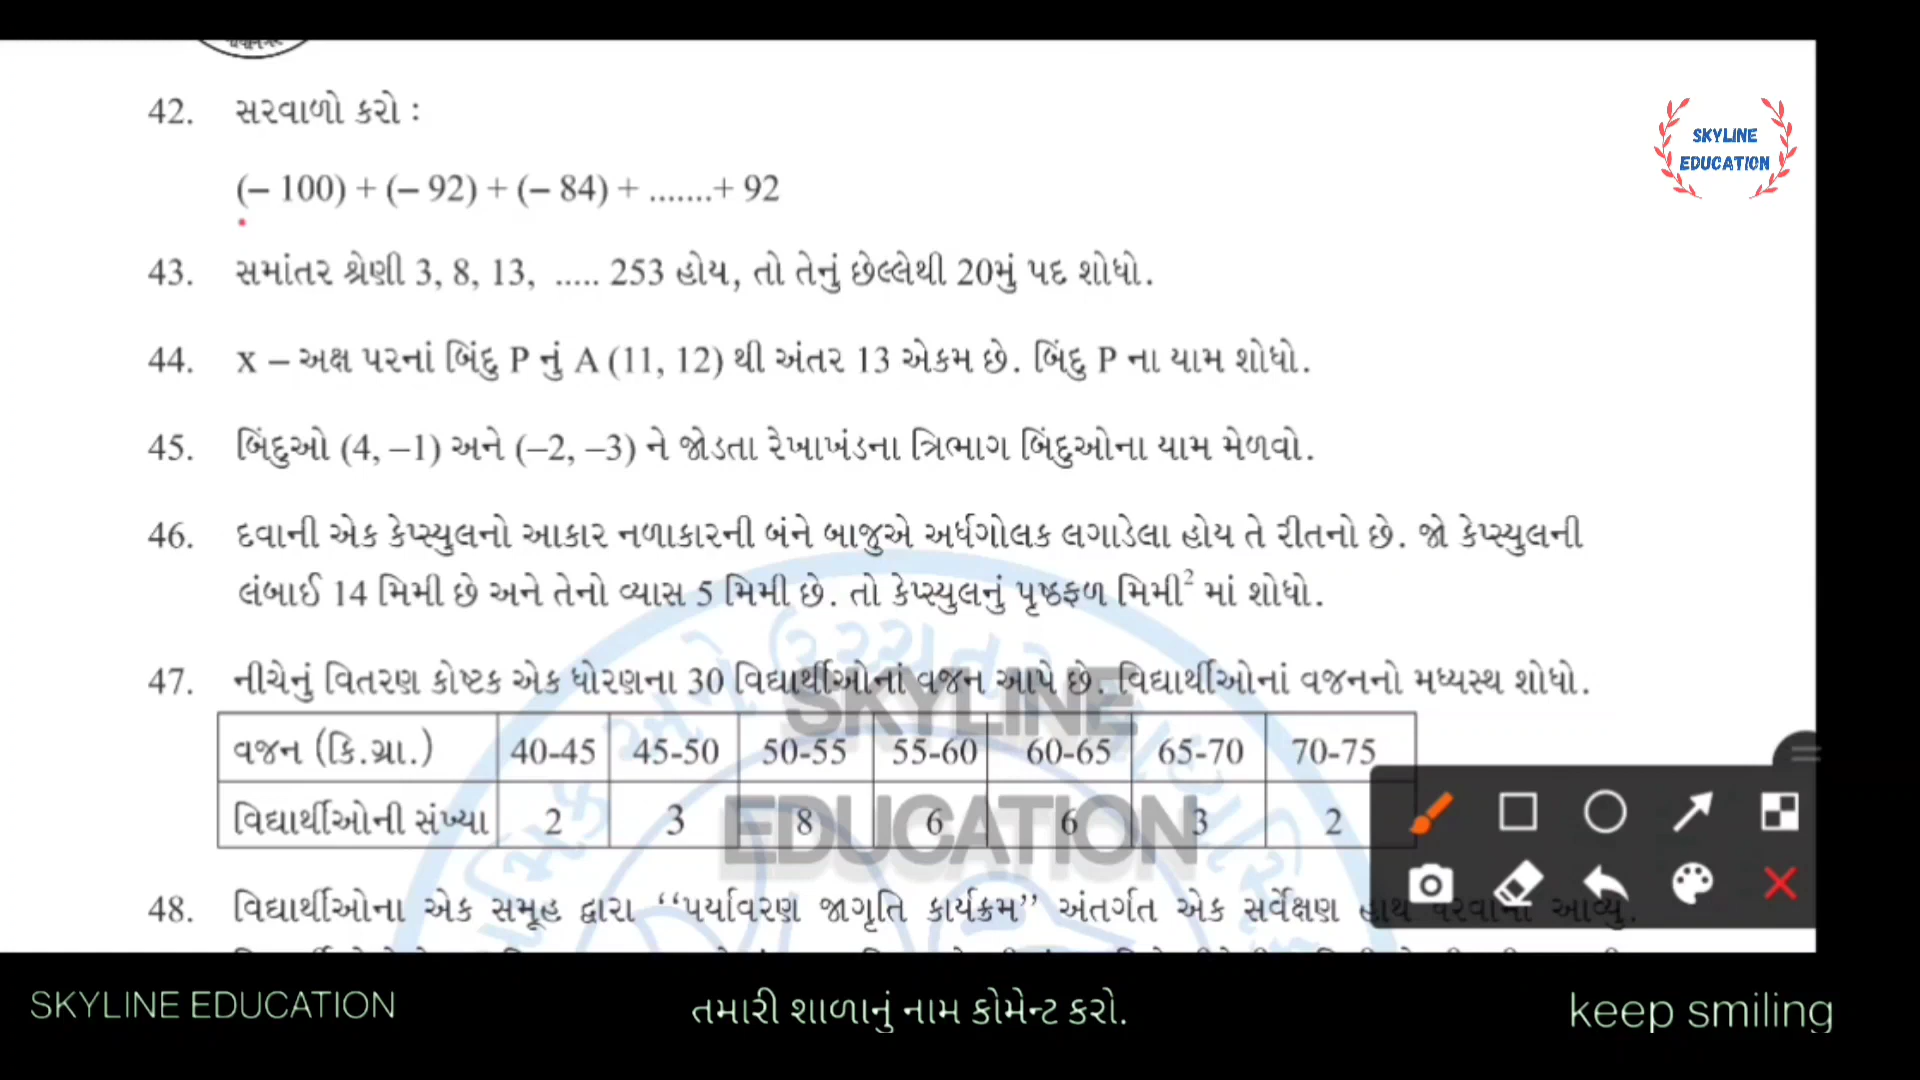 42. સરવાળો કરો :
(– 100) + (– 92) + (– 84) + .......+ 92
SKYLINE
EDUCATION
43. સમાંતર શ્રેણી 3, 8, 13, ..... 253 હોય, તો તેનું છેલ્લેથી 20મું પદ શોધો.
44. x – અક્ષ પરનાં બિંદુ P નું A (11, 12) થી અંતર 13 એકમ છે. બિંદુ P ના યામ શોધો.
45. બિંદુઓ (4, –1) અને (–2, –3) ને જોડતા રેખાખંડના ત્રિભાગ બિંદુઓના યામ મેળવો.
46. દવાની એક કેપ્સ્યુલનો આકાર નળાકારની બંને બાજુએ અર્ધગોલક લગાડેલા હોય તે રીતનો છે. જો કેપ્સ્યુલની
લંબાઈ 14 મિમી છે અને તેનો વ્યાસ 5 મિમી છે. તો કેપ્સ્યુલનું પૃષ્ઠફળ મિમી² માં શોધો.
47. નીચેનું વિતરણ કોષ્ટક એક ધોરણના 30 વિદ્યાર્થીઓનાં વજન આપે છે. વિદ્યાર્થીઓનાં વજનનો મધ્યસ્થ શોધો.
SKYLINE
EDUCATION
વજન (કિ.ગ્રા.) 40-45 45-50 50-55 55-60 60-65 65-70 70-75
વિદ્યાર્થીઓની સંખ્યા 2 3 8 6 6 3 2
48. વિદ્યાર્થીઓના એક સમૂહ દ્વારા ‘‘પર્યાવરણ જાગૃતિ કાર્યક્રમ’’ અંતર્ગત એક સર્વેક્ષણ હાથ ધરવામાં આવ્યુ.
SKYLINE EDUCATION
તમારી શાળાનું નામ કોમેન્ટ કરો.
keep smiling